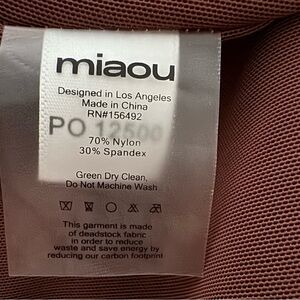 miaou
Designed in Los Angeles
Made in China
RN#156492
PO 12500
70% Nylon
30% Spandex
Green Dry Clean,
Do Not Machine Wash
This garment is made
of deadstock fabric
in order to reduce
waste and save energy by
reducing our carbon footprint